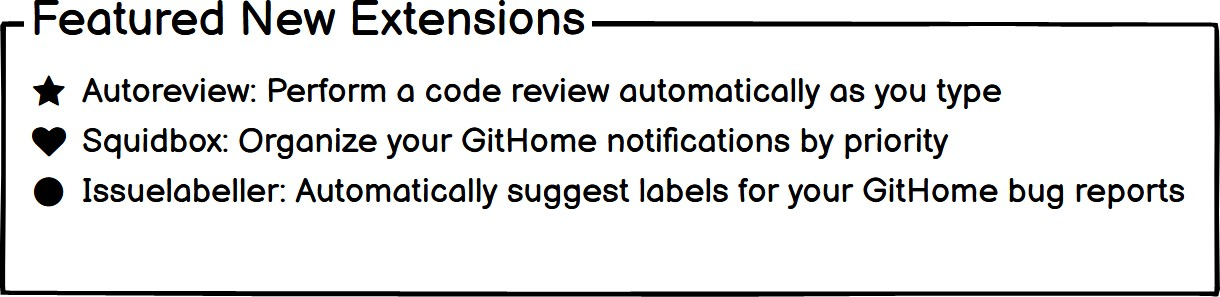 Featured New Extensions
Autoreview: Perform a code review automatically as you type
Squidbox: Organize your GitHome notifications by priority
Issuelabeller: Automatically suggest labels for your GitHome bug reports